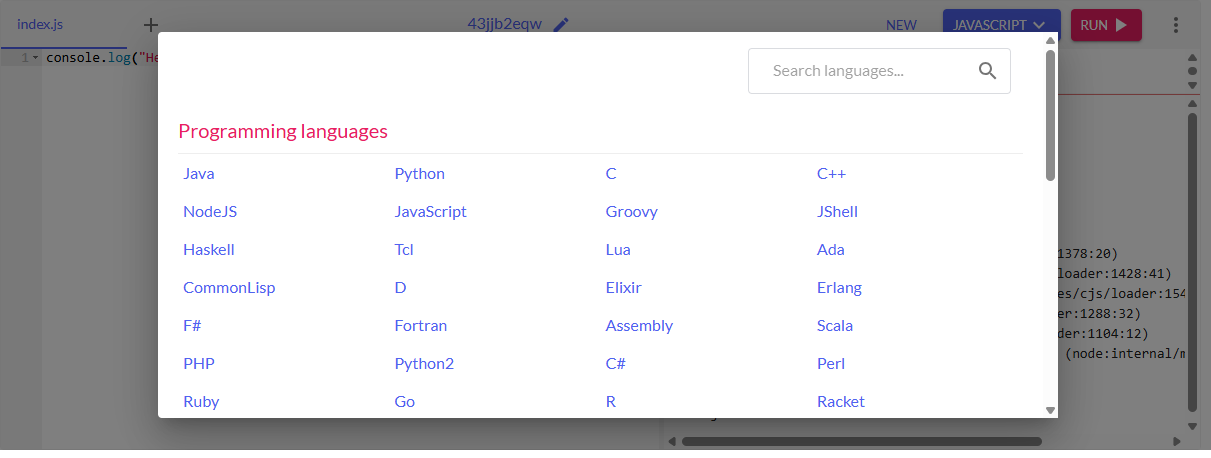 index.js 43jjb2eqw NEW JAVASCRIPT RUN
1 console.log("He
Search languages...
Programming languages
Java Python C C++
NodeJS JavaScript Groovy JShell
Haskell Tcl Lua Ada
1378:20)
loader:1428:41)
CommonLisp D Elixir Erlang
es/cjs/loader:154
er:1288:32)
F# Fortran Assembly Scala
der:1104:12)
(node:internal/m
PHP Python2 C# Perl
Ruby Go R Racket